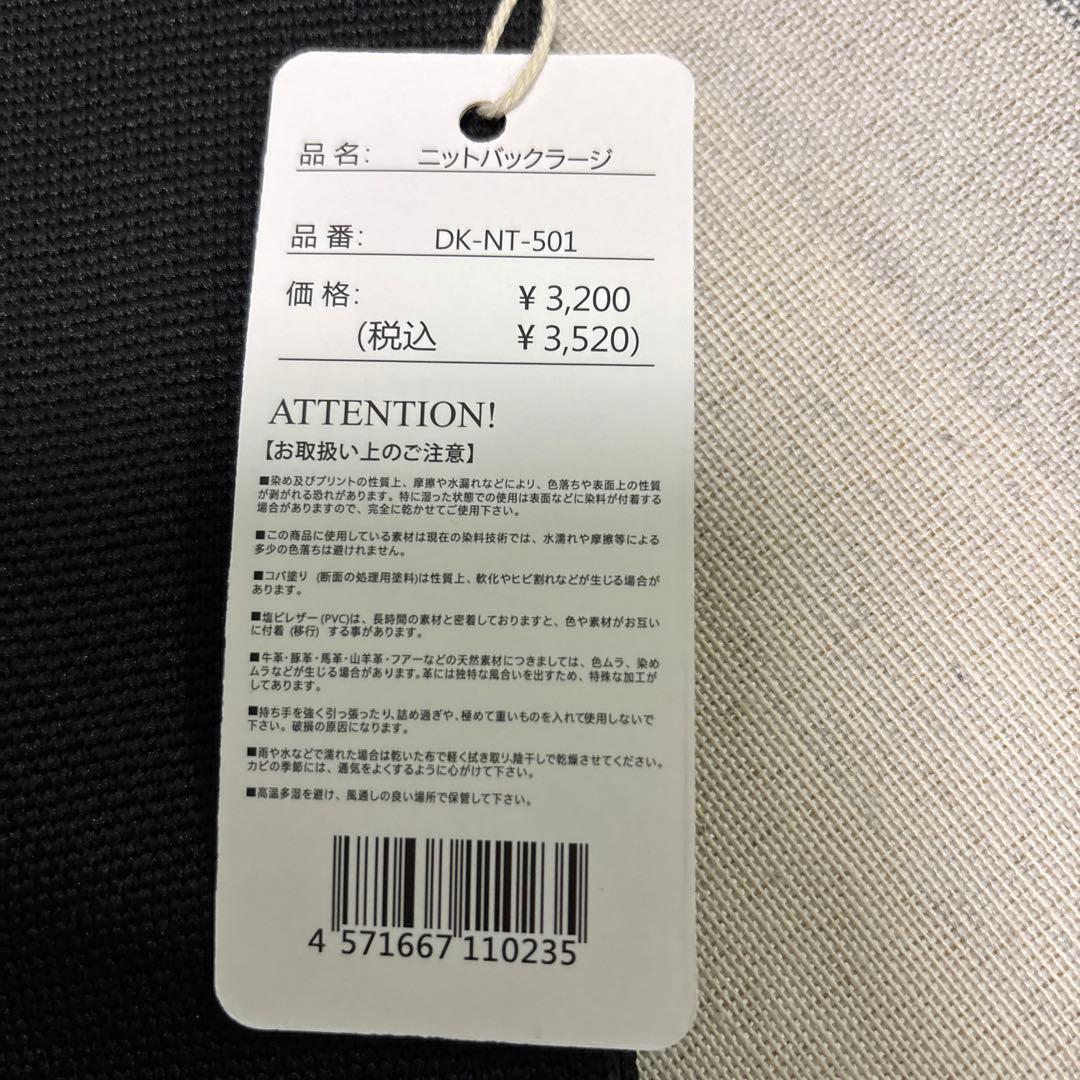 品名: ニットバックラージ
品番: DK-NT-501
価格: ¥3,200
(税込 ¥3,520)
ATTENTION!
【お取扱い上のご注意】
■染め及びプリントの性質上、摩擦や水漏れなどにより、色落ちや表面上の性質
が剥がれる恐れがあります。特に湿った状態での使用は表面などに染料が付着する
場合がありますので、完全に乾かせてご使用下さい。
■この商品に使用している素材は現在の染料技術では、水濡れや摩擦等による
多少の色落ちは避けれません。
■コバ塗り (断面の処理用塗料)は性質上、軟化やヒビ割れなどが生じる場合が
あります。
■塩ビレザー(PVC)は、長時間の素材と密着しておりますと、色や素材がお互い
に付着 (移行) する事があります。
■牛革・豚革・馬革・山羊革・フアーなどの天然素材につきましては、色ムラ、染め
ムラなどが生じる場合があります。革には独特な風合いを出すため、特殊な加工が
してあります。
■持ち手を強く引っ張ったり、詰め過ぎや、極めて重いものを入れて使用しないで
下さい。破損の原因になります。
■雨や水などで濡れた場合は乾いた布で軽く拭き取り、陰干しで乾燥させてください。
カビの季節には、通気をよくするように心がけて下さい。
■高温多湿を避け、風通しの良い場所で保管して下さい。
4 571667 110235